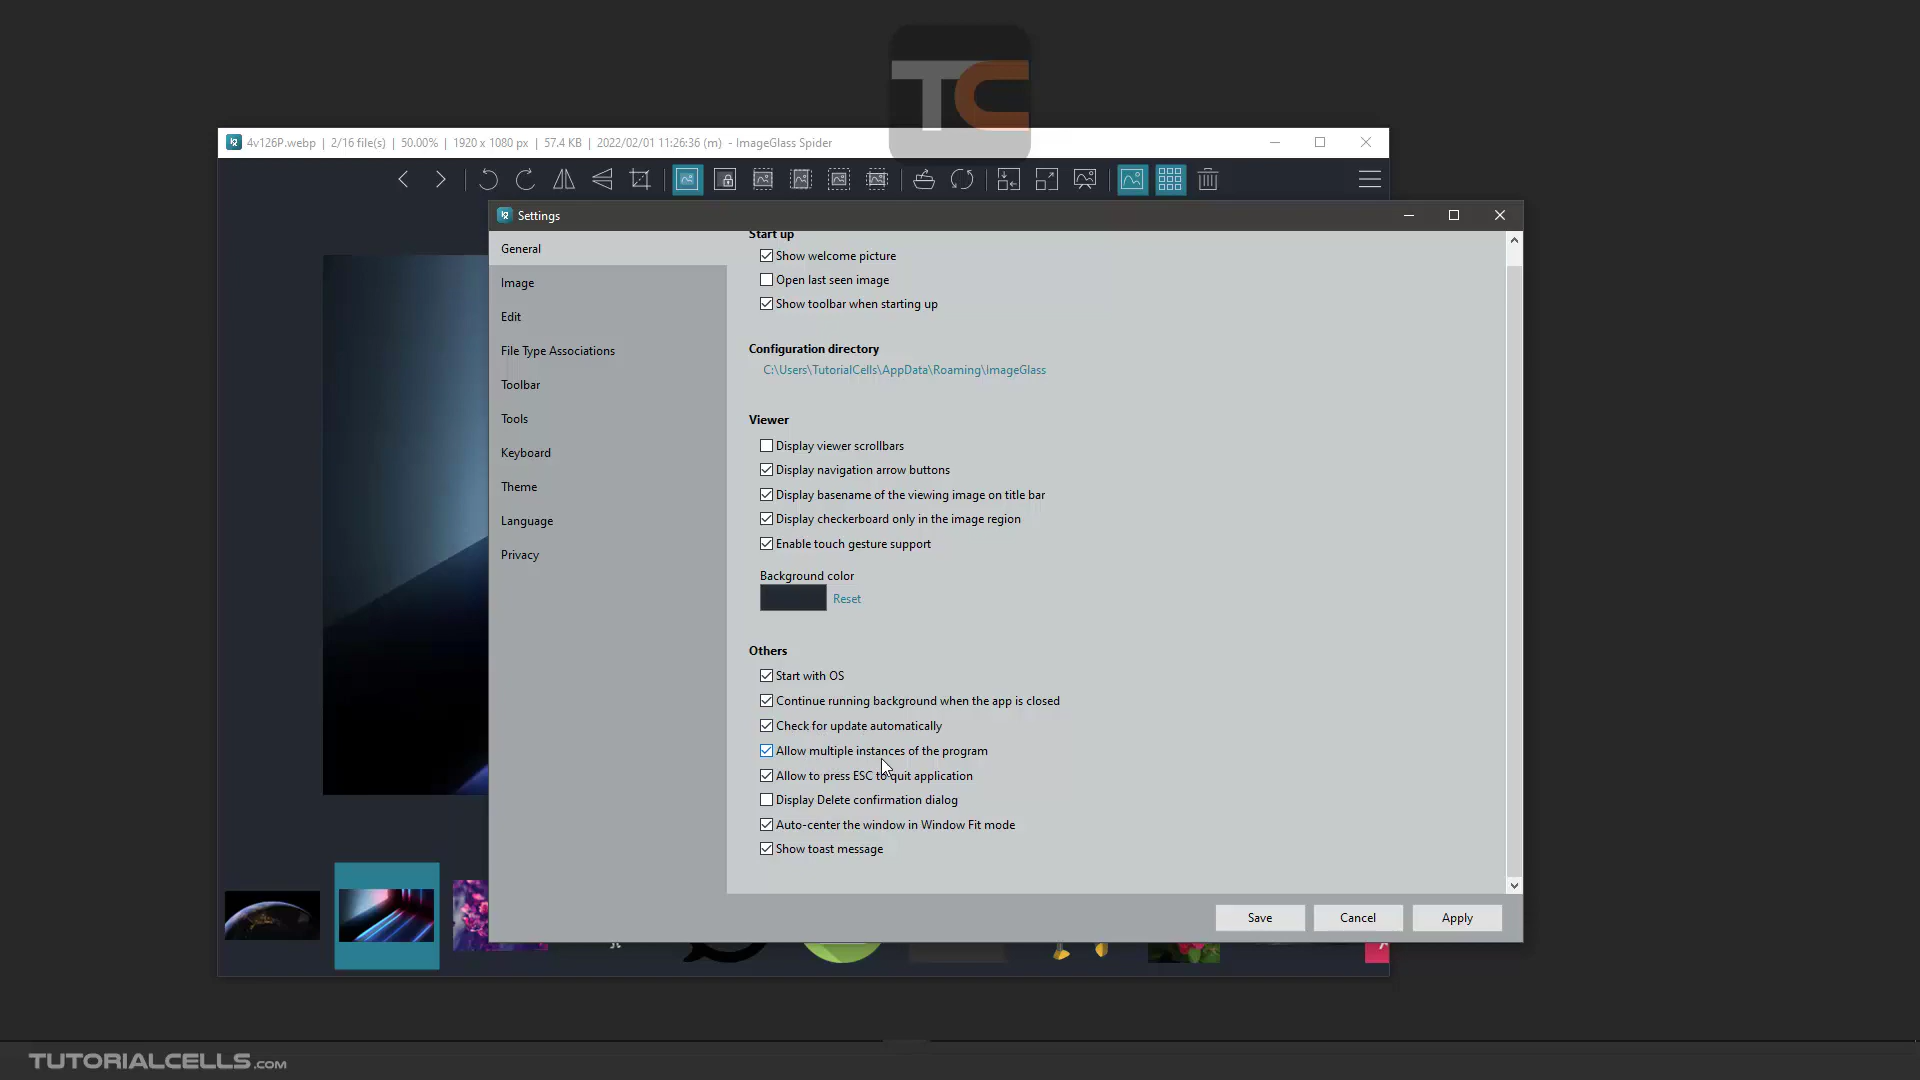 TC
4v126P.webp | 2/16 file(s) | 50.00% | 1920 x 1080 px | 57.4 KB | 2022/02/01 11:26:36 (m) - ImageGlass Spider
Settings
General
Image
Edit
File Type Associations
Toolbar
Tools
Keyboard
Theme
Language
Privacy
Start up
Show welcome picture
Open last seen image
Show toolbar when starting up
Configuration directory
C:\Users\TutorialCells\AppData\Roaming\ImageGlass
Viewer
Display viewer scrollbars
Display navigation arrow buttons
Display basename of the viewing image on title bar
Display checkerboard only in the image region
Enable touch gesture support
Background color
Reset
Others
Start with OS
Continue running background when the app is closed
Check for update automatically
Allow multiple instances of the program
Allow to press ESC to quit application
Display Delete confirmation dialog
Auto-center the window in Window Fit mode
Show toast message
Save Cancel Apply
TUTORIALCELLS.COM